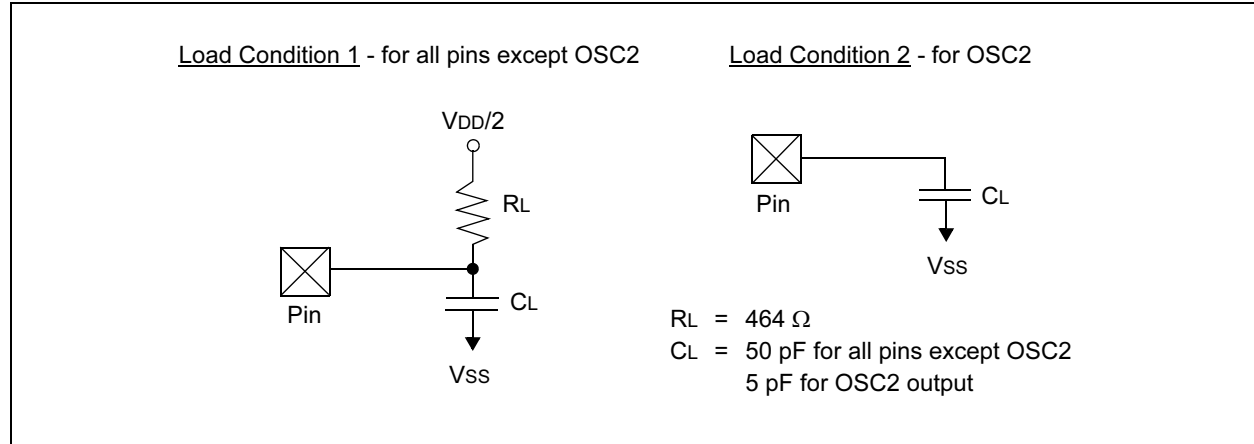 Load Condition 1 - for all pins except OSC2
VDD/2
RL
Pin
CL
VSS
Load Condition 2 - for OSC2
Pin
CL
VSS
RL = 464 Ω
CL = 50 pF for all pins except OSC2
5 pF for OSC2 output